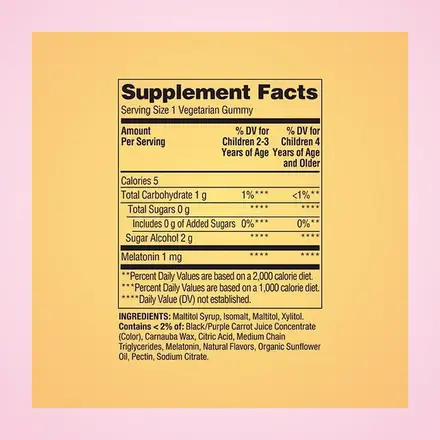 Supplement Facts
Serving Size 1 Vegetarian Gummy
Amount Per Serving % DV for Children 2-3 Years of Age % DV for Children 4 Years of Age and Older
Calories 5
Total Carbohydrate 1 g 1%*** <1%**
Total Sugars 0 g **** ****
Includes 0 g of Added Sugars 0%*** 0%**
Sugar Alcohol 2 g **** ****
Melatonin 1 mg **** ****
**Percent Daily Values are based on a 2,000 calorie diet.
***Percent Daily Values are based on a 1,000 calorie diet.
****Daily Value (DV) not established.
INGREDIENTS: Maltitol Syrup, Isomalt, Maltitol, Xylitol.
Contains < 2% of: Black/Purple Carrot Juice Concentrate
(Color), Carnauba Wax, Citric Acid, Medium Chain
Triglycerides, Melatonin, Natural Flavors, Organic Sunflower
Oil, Pectin, Sodium Citrate.